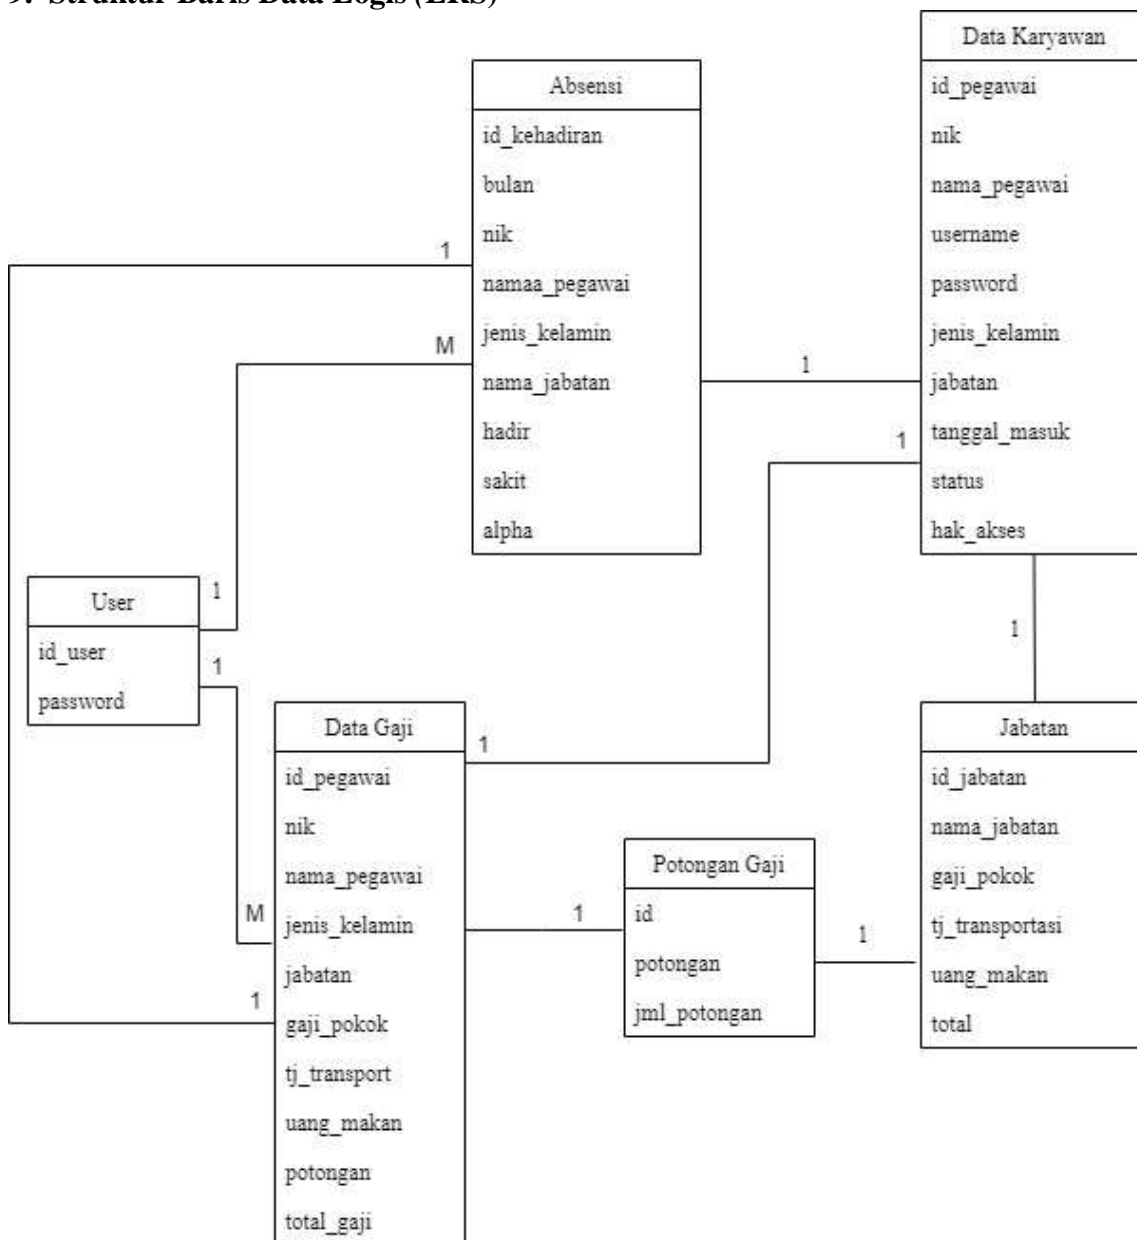 9. Struktur Baris Data Logis (LRS)
Data Karyawan
id_pegawai
nik
nama_pegawai
username
password
jenis_kelamin
jabatan
tanggal_masuk
status
hak_akses
Absensi
id_kehadiran
bulan
nik
namaa_pegawai
jenis_kelamin
nama_jabatan
hadir
sakit
alpha
1
M
1
1
1
1
User
id_user
password
1
Data Gaji
id_pegawai
nik
nama_pegawai
jenis_kelamin
jabatan
gaji_pokok
tj_transport
uang_makan
potongan
total_gaji
1
M
1
1
Potongan Gaji
id
potongan
jml_potongan
1
Jabatan
id_jabatan
nama_jabatan
gaji_pokok
tj_transportasi
uang_makan
total